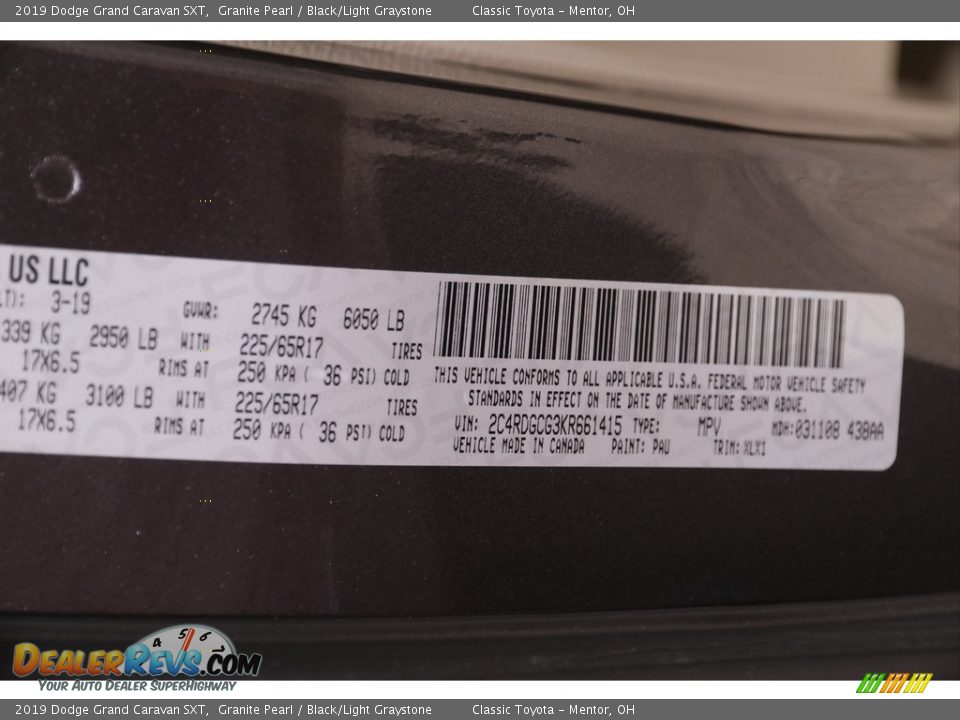 2019 Dodge Grand Caravan SXT, Granite Pearl / Black/Light Graystone Classic Toyota - Mentor, OH
US LLC
3-19 GVWR: 2745 KG 6050 LB
339 KG 2950 LB WITH 225/65R17 TIRES
17X6.5 RIMS AT 250 KPA ( 36 PSI) COLD
407 KG 3100 LB WITH 225/65R17 TIRES
17X6.5 RIMS AT 250 KPA ( 36 PSI) COLD
THIS VEHICLE CONFORMS TO ALL APPLICABLE U.S.A. FEDERAL MOTOR VEHICLE SAFETY
STANDARDS IN EFFECT ON THE DATE OF MANUFACTURE SHOWN ABOVE.
VIN: 2C4RDGCG3KR661415 TYPE: MPV MDH: 031108 438AA
VEHICLE MADE IN CANADA PAINT: PAU TRIM: XLX1
4 5 6
DealerRevs.com
Your Auto Dealer SuperHighway
2019 Dodge Grand Caravan SXT, Granite Pearl / Black/Light Graystone Classic Toyota - Mentor, OH